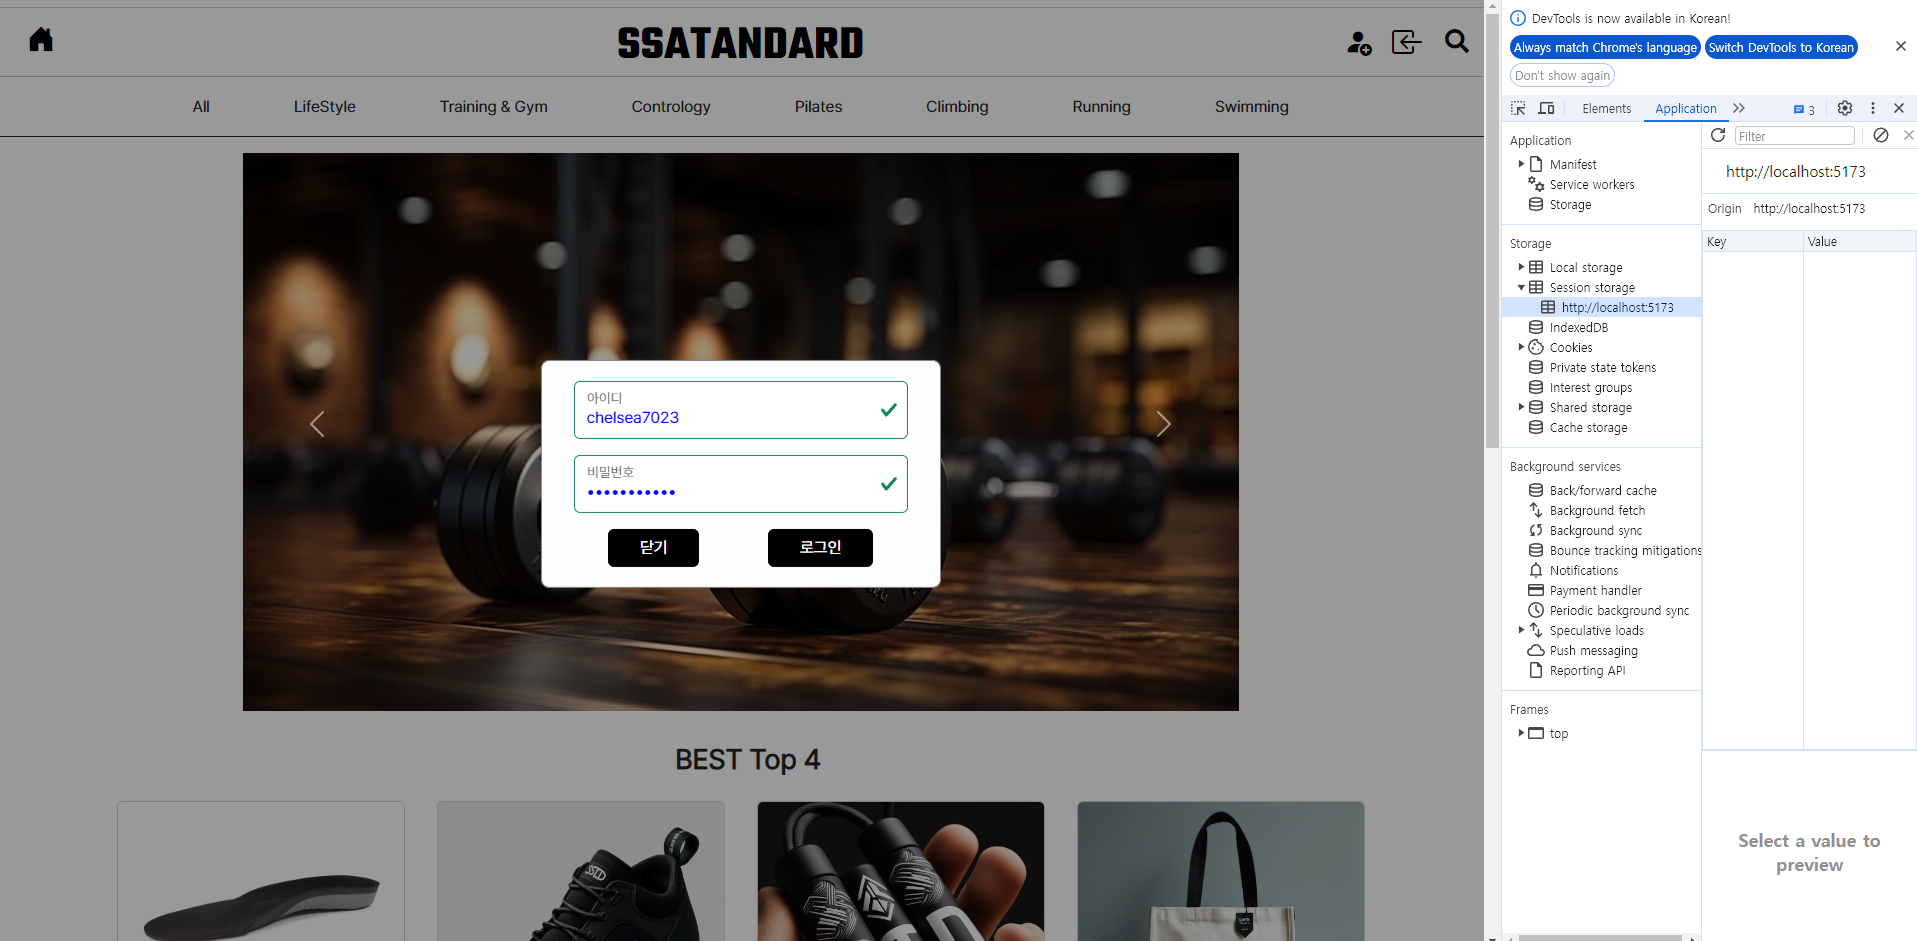 SSATANDARD
All LifeStyle Training & Gym Contrology Pilates Climbing Running Swimming
아이디
chelsea7023
비밀번호
•••••••••••
닫기 로그인
BEST Top 4
SSTD
DevTools is now available in Korean!
Always match Chrome's language Switch DevTools to Korean
Don't show again
Elements Application 3
Application
Manifest
Service workers
Storage
Storage
Local storage
Session storage
http://localhost:5173
IndexedDB
Cookies
Private state tokens
Interest groups
Shared storage
Cache storage
Background services
Back/forward cache
Background fetch
Background sync
Bounce tracking mitigations
Notifications
Payment handler
Periodic background sync
Speculative loads
Push messaging
Reporting API
Frames
top
Filter
http://localhost:5173
Origin http://localhost:5173
Key Value
Select a value to
preview